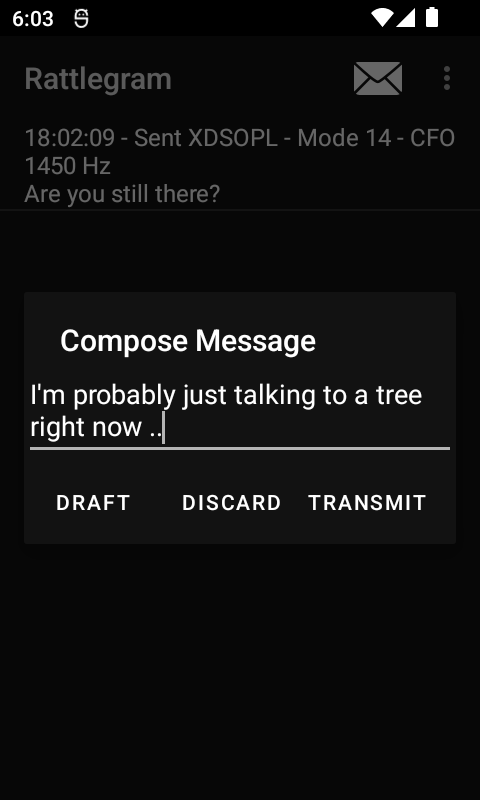 6:03
Rattlegram
18:02:09 - Sent XDSOPL - Mode 14 - CFO
1450 Hz
Are you still there?
Compose Message
I'm probably just talking to a tree
right now ..
DRAFT DISCARD TRANSMIT